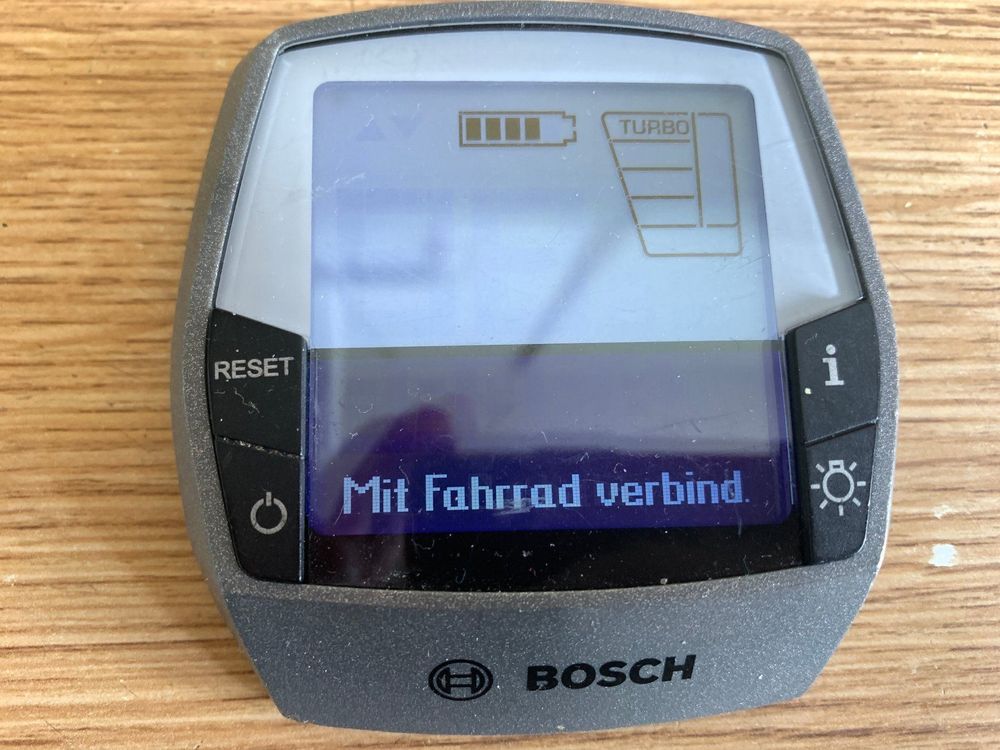 TURBO
RESET
i
Mit Fahrrad verbind.
BOSCH